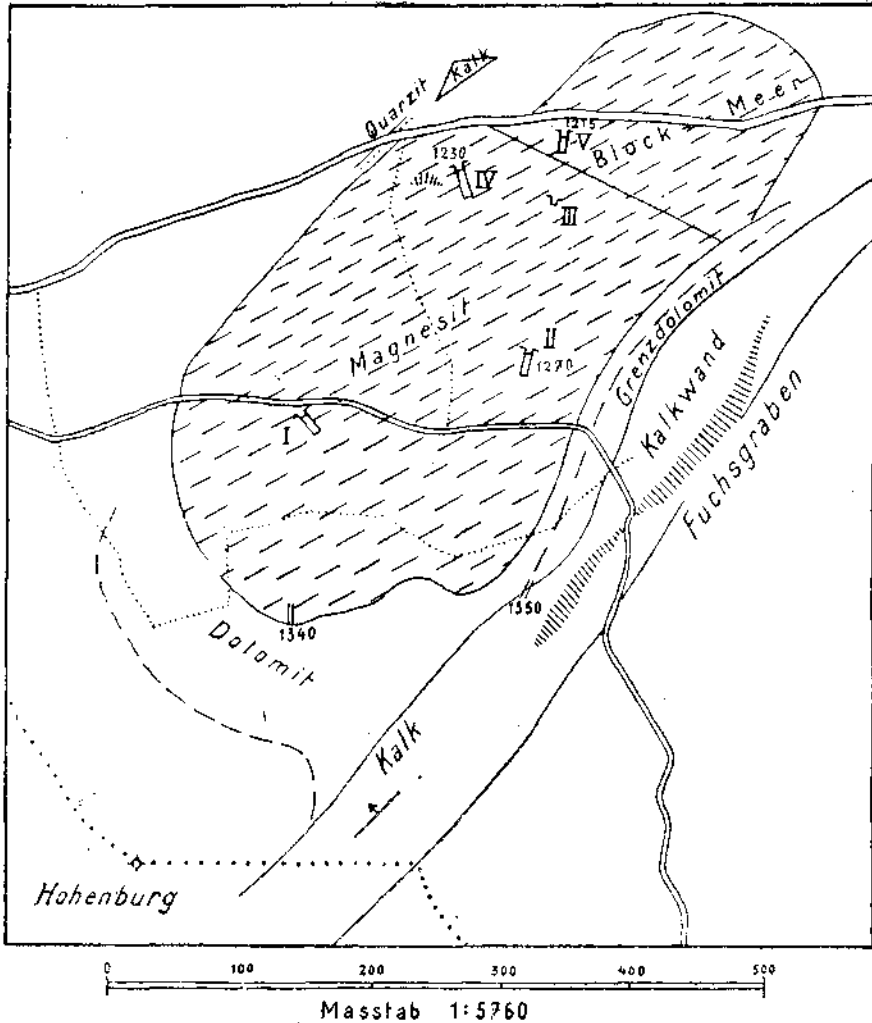 Kalk
Quarzit
Block Meer
1215
V
1230
IV
III
Magnesit
II
1270
Grenzdolomit
Kalkwand
I
Fuchsgraben
1340
1350
Dolomit
Kalk
Hohenburg
0 100 200 300 400 500
Masstab 1:5760